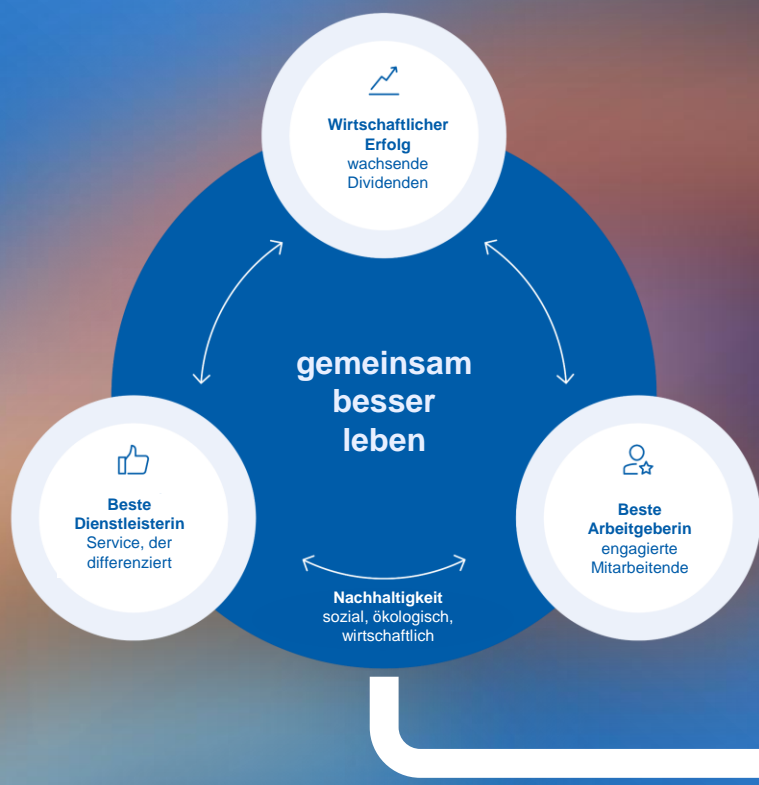 Wirtschaftlicher
Erfolg
wachsende
Dividenden
gemeinsam
besser
leben
Beste
Dienstleisterin
Service, der
differenziert
Beste
Arbeitgeberin
engagierte
Mitarbeitende
Nachhaltigkeit
sozial, ökologisch,
wirtschaftlich